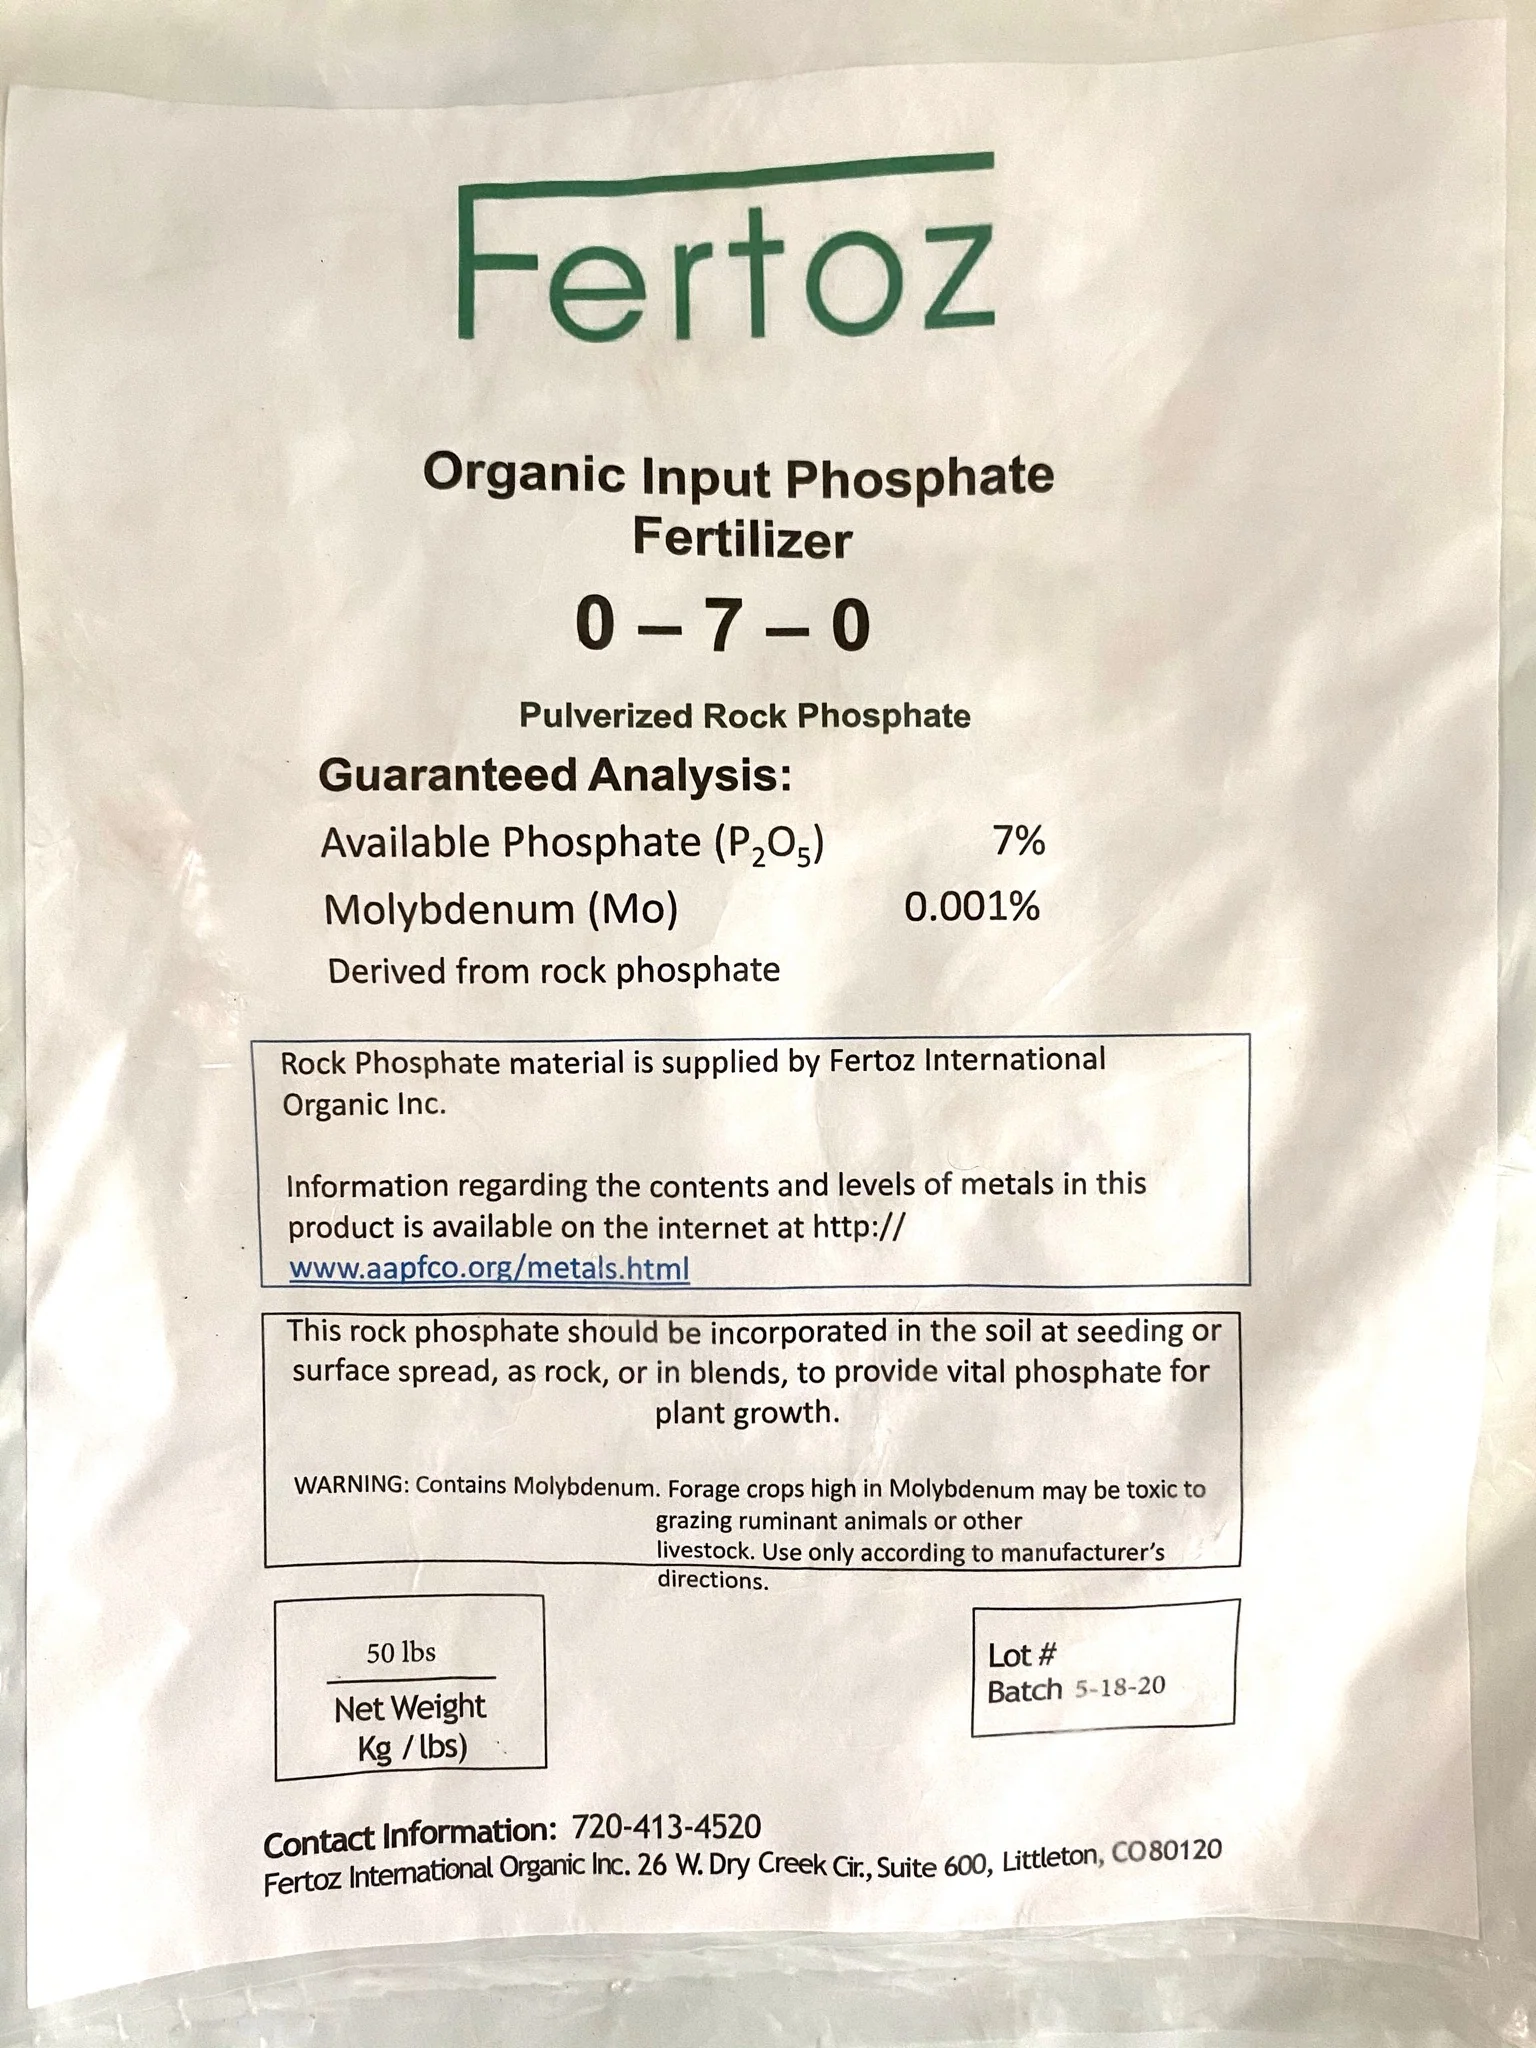 Fertoz
Organic Input Phosphate
Fertilizer
0 – 7 – 0
Pulverized Rock Phosphate
Guaranteed Analysis:
Available Phosphate (P₂O₅) 7%
Molybdenum (Mo) 0.001%
Derived from rock phosphate
Rock Phosphate material is supplied by Fertoz International
Organic Inc.
Information regarding the contents and levels of metals in this
product is available on the internet at http://
www.aapfco.org/metals.html
This rock phosphate should be incorporated in the soil at seeding or
surface spread, as rock, or in blends, to provide vital phosphate for
plant growth.
WARNING: Contains Molybdenum. Forage crops high in Molybdenum may be toxic to
grazing ruminant animals or other
livestock. Use only according to manufacturer's
directions.
50 lbs
Net Weight
Kg / lbs)
Lot #
Batch 5-18-20
Contact Information: 720-413-4520
Fertoz International Organic Inc. 26 W. Dry Creek Cir., Suite 600, Littleton, CO80120